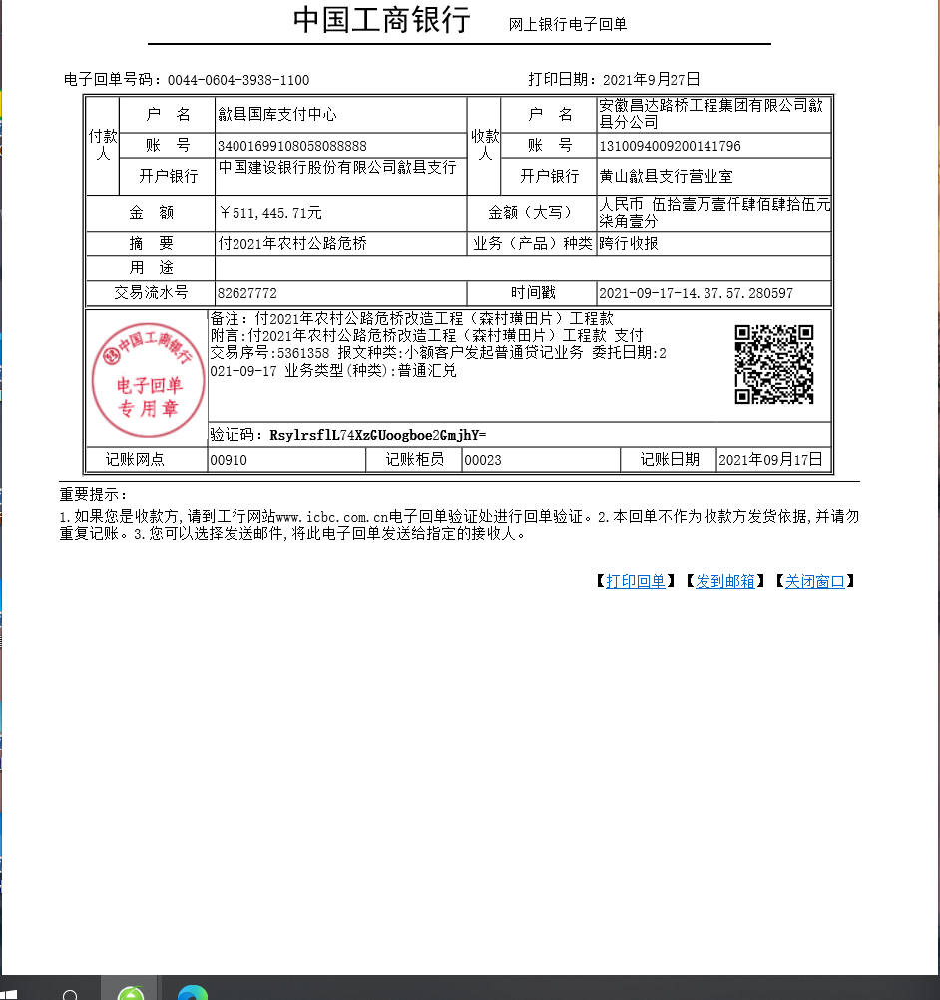 中国工商银行 网上银行电子回单
电子回单号码：0044-0604-3938-1100 打印日期：2021年9月27日
付款人 户 名 歙县国库支付中心 收款人 户 名 安徽昌达路桥工程集团有限公司歙县分公司
账 号 34001699108058088888 账 号 1310094009200141796
开户银行 中国建设银行股份有限公司歙县支行 开户银行 黄山歙县支行营业室
金 额 ￥511,445.71元 金额（大写） 人民币 伍拾壹万壹仟肆佰肆拾伍元柒角壹分
摘 要 付2021年农村公路危桥 业务（产品）种类 跨行收报
用 途
交易流水号 82627772 时间戳 2021-09-17-14.37.57.280597
中国工商银行
电子回单
专用章
备注：付2021年农村公路危桥改造工程（森村璜田片）工程款
附言:付2021年农村公路危桥改造工程（森村璜田片）工程款 支付
交易序号:5361358 报文种类:小额客户发起普通贷记业务 委托日期:2
021-09-17 业务类型(种类):普通汇兑
验证码：RsylrsflL74XzGUoogboe2GmjhY=
记账网点 00910 记账柜员 00023 记账日期 2021年09月17日
重要提示：
1.如果您是收款方,请到工行网站www.icbc.com.cn电子回单验证处进行回单验证。2.本回单不作为收款方发货依据,并请勿
重复记账。3.您可以选择发送邮件,将此电子回单发送给指定的接收人。
【打印回单】【发到邮箱】【关闭窗口】